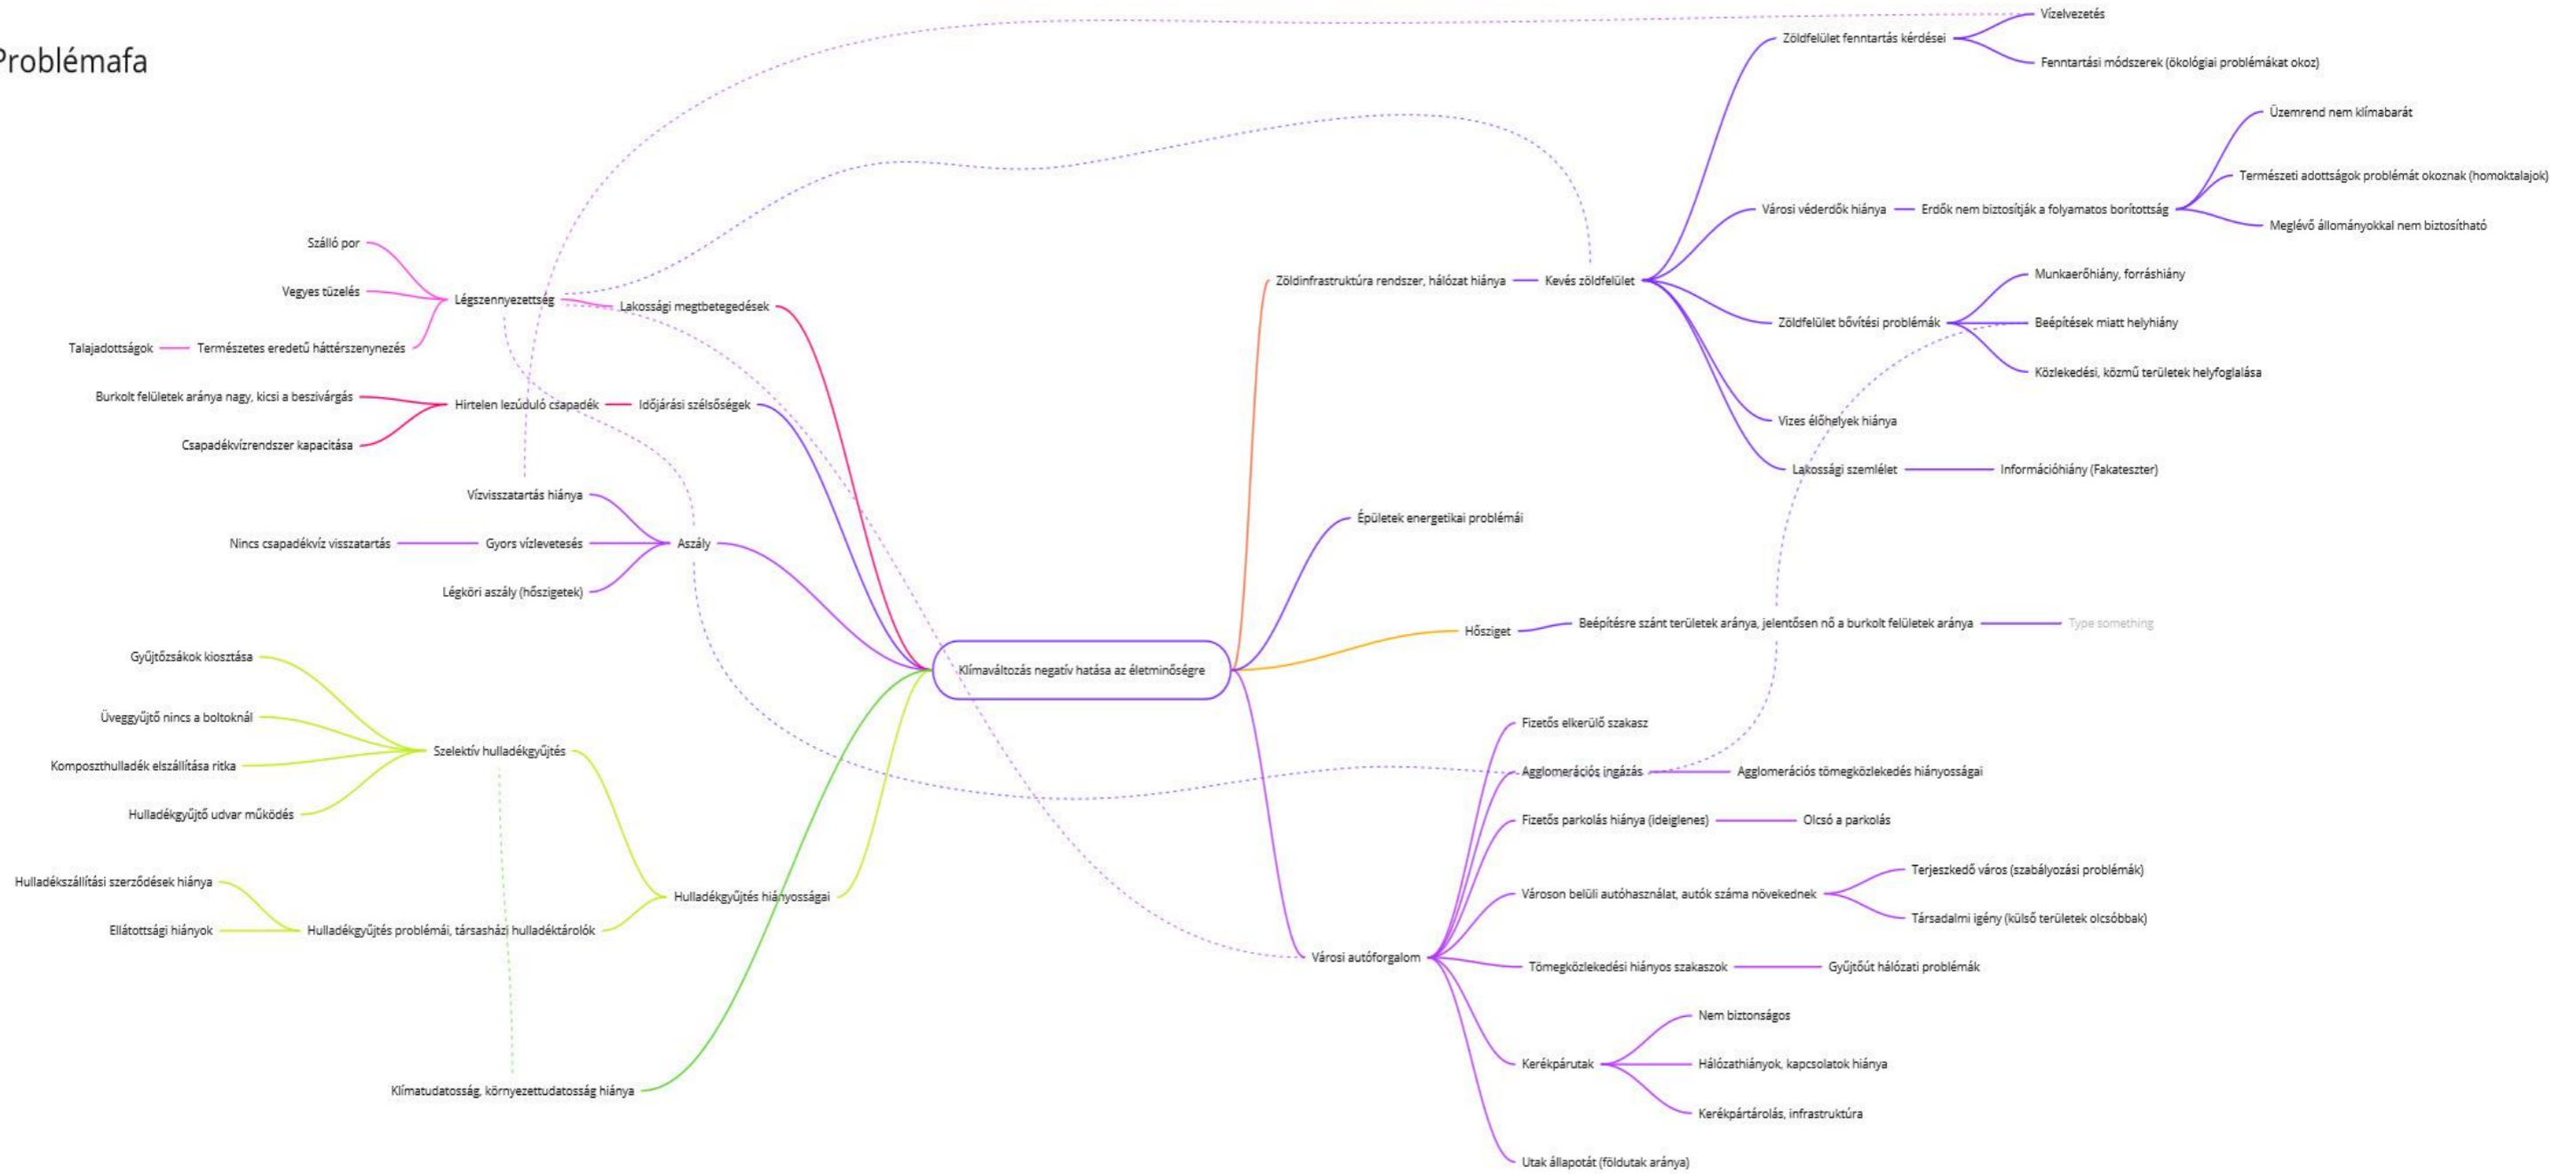 Problémafa
Légszennyezettség
Szálló por
Vegyes tüzelés
Természetes eredetű háttérszenynezés
Talajadottságok
Lakossági megtbetegedések
Hirtelen lezúduló csapadék
Időjárási szélsőségek
Burkolt felületek aránya nagy, kicsi a beszivárgás
Csapadékvízrendszer kapacitása
Vízvisszatartás hiánya
Nincs csapadékvíz visszatartás
Gyors vízlevetesés
Aszály
Légköri aszály (hőszigetek)
Gyűjtőzsákok kiosztása
Üveggyűjtő nincs a boltoknál
Szelektív hulladékgyűjtés
Komposzthulladék elszállítása ritka
Hulladékgyűjtő udvar működés
Hulladékszállítási szerződések hiánya
Ellátottsági hiányok
Hulladékgyűjtés problémái, társasházi hulladéktárolók
Hulladékgyűjtés hiányosságai
Klímatudatosság, környezettudatosság hiánya
Klímaváltozás negatív hatása az életminőségre
Zöldinfrastruktúra rendszer, hálózat hiánya
Kevés zöldfelület
Zöldfelület fenntartás kérdései
Vízelvezetés
Fenntartási módszerek (ökológiai problémákat okoz)
Városi véderdők hiánya
Erdők nem biztosítják a folyamatos borítottság
Üzemrend nem klímabarát
Természeti adottságok problémát okoznak (homoktalajok)
Meglévő állományokkal nem biztosítható
Zöldfelület bővítési problémák
Munkaerőhiány, forráshiány
Beépítések miatt helyhiány
Közlekedési, közmű területek helyfoglalása
Vizes élőhelyek hiánya
Lakossági szemlélet
Információhiány (Fakateszter)
Épületek energetikai problémái
Hősziget
Beépítésre szánt területek aránya, jelentősen nő a burkolt felületek aránya
Type something
Városi autóforgalom
Fizetős elkerülő szakasz
Agglomerációs ingázás
Agglomerációs tömegközlekedés hiányosságai
Fizetős parkolás hiánya (ideiglenes)
Olcsó a parkolás
Városon belüli autóhasználat, autók száma növekednek
Terjeszkedő város (szabályozási problémák)
Társadalmi igény (külső területek olcsóbbak)
Tömegközlekedési hiányos szakaszok
Gyűjtőút hálózati problémák
Kerékpárutak
Nem biztonságos
Hálózathiányok, kapcsolatok hiánya
Kerékpártárolás, infrastruktúra
Utak állapotát (földutak aránya)